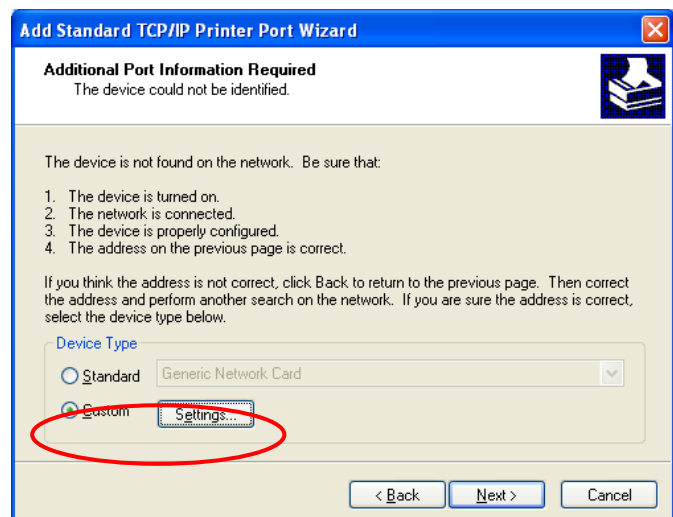 Add Standard TCP/IP Printer Port Wizard
Additional Port Information Required
The device could not be identified.
The device is not found on the network. Be sure that:
1. The device is turned on.
2. The network is connected.
3. The device is properly configured.
4. The address on the previous page is correct.
If you think the address is not correct, click Back to return to the previous page. Then correct
the address and perform another search on the network. If you are sure the address is correct,
select the device type below.
Device Type
Standard Generic Network Card
Custom Settings...
< Back Next > Cancel